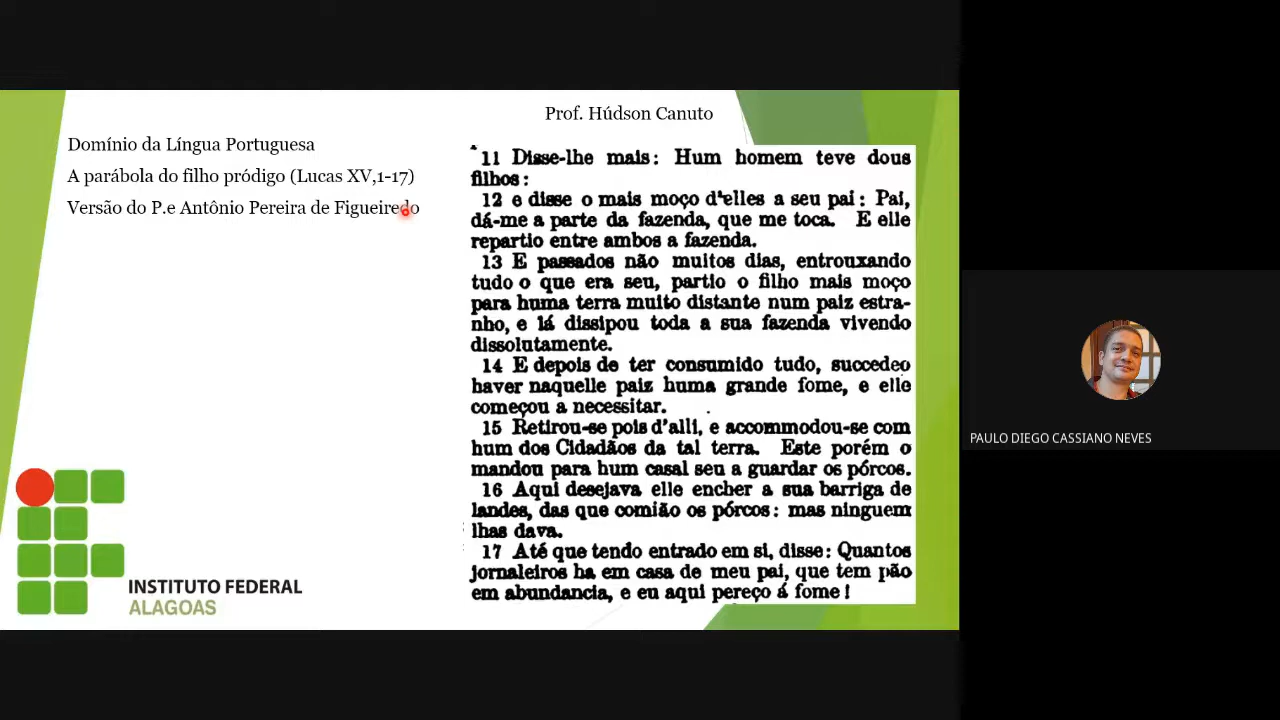 Prof. Húdson Canuto
Domínio da Língua Portuguesa
A parábola do filho pródigo (Lucas XV,1-17)
Versão do P.e Antônio Pereira de Figueiredo
11 Disse-lhe mais: Hum homem teve dous
filhos:
12 e disse o mais moço d'elles a seu pai: Pai,
dá-me a parte da fazenda, que me toca. E elle
repartio entre ambos a fazenda.
13 E passados não muitos dias, entrouxando
tudo o que era seu, partio o filho mais moço
para huma terra muito distante num paiz estra-
nho, e lá dissipou toda a sua fazenda vivendo
dissolutamente.
14 E depois de ter consumido tudo, succedeo
haver naquelle paiz huma grande fome, e elle
começou a necessitar.
15 Retirou-se pois d'alli, e accommodou-se com
hum dos Cidadãos da tal terra. Este porém o
mandou para hum casal seu a guardar os pórcos.
16 Aqui desejava elle encher a sua barriga de
landes, das que comião os pórcos: mas ninguem
lhas dava.
17 Até que tendo entrado em si, disse: Quantos
jornaleiros ha em casa de meu pai, que tem pão
em abundancia, e eu aqui pereço á fome!
INSTITUTO FEDERAL
ALAGOAS
PAULO DIEGO CASSIANO NEVES